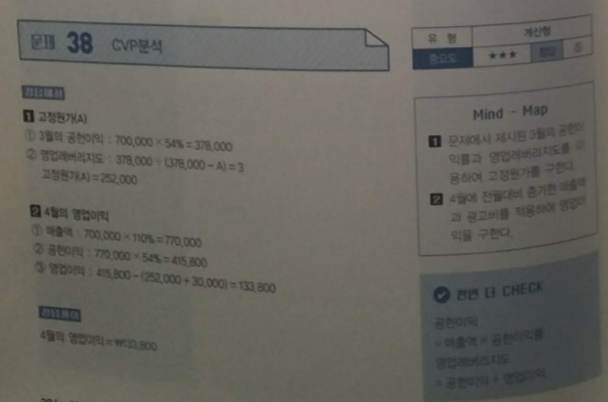 문제 38 CVP분석
유 형 계산형
중요도 ★★★ 정답 ⑤
정답해설
1 고정원가(A)
① 3월의 공헌이익 : 700,000 × 54% = 378,000
② 영업레버리지도 : 378,000 ÷ (378,000 - A) = 3
고정원가(A) = 252,000
2 4월의 영업이익
① 매출액 : 700,000 × 110% = 770,000
② 공헌이익 : 770,000 × 54% = 415,800
③ 영업이익 : 415,800 - (252,000 + 30,000) = 133,800
4월의 영업이익 = ₩133,800
Mind - Map
1 문제에서 제시된 3월의 공헌이
익률과 영업레버리지도를 이
용하여 고정원가를 구한다.
2 4월에 전월대비 증가한 매출액
과 광고비를 적용하여 영업이
익을 구한다.
한번 더 CHECK
공헌이익
= 매출액 × 공헌이익률
영업레버리지도
= 공헌이익 ÷ 영업이익